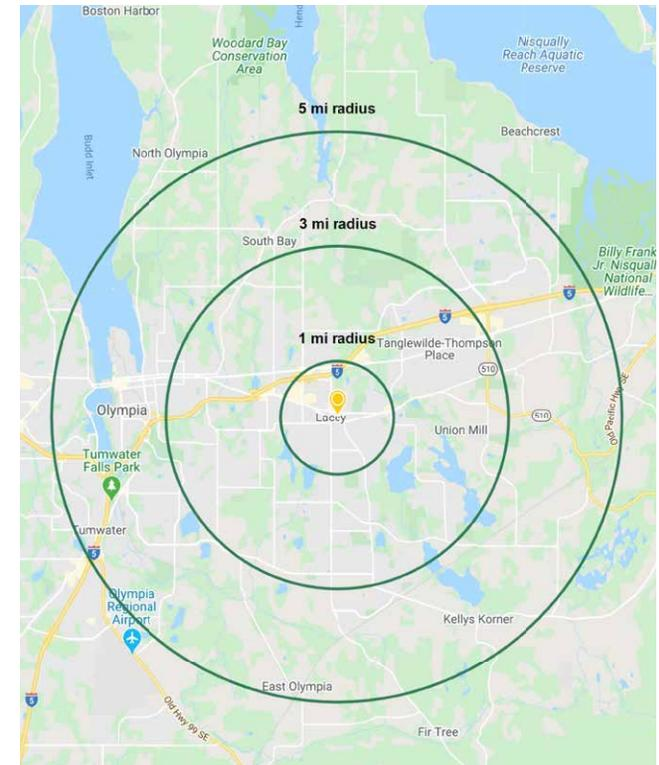 Boston Harbor
Hend
Woodard Bay
Conservation
Area
Nisqually
Reach Aquatic
Reserve
5 mi radius
Beachcrest
Budd Inlet
North Olympia
3 mi radius
South Bay
Billy Frank
Jr. Nisquall
National
Wildlife...
5
5
1 mi radius
Tanglewilde-Thompson
Place
5
510
Olympia
Lacey
510
Old Pacific Hwy SE
Union Mill
Tumwater
Falls Park
Tumwater
5
Olympia
Regional
Airport
Kellys Korner
East Olympia
5
Old Hwy 99 SE
Fir Tree